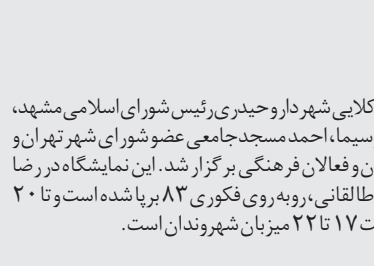 کلایی شهردار و حیدری رئیس شورای اسلامی مشهد،
سیما، احمد مسجدجامعی عضو شورای شهر تهران و
ن و فعالان فرهنگی برگزار شد. این نمایشگاه در رضا
طالقانی، روبه‌روی فکوری ۸۳ برپا شده است و تا ۲۰
ت ۱۷ تا ۲۲ میزبان شهروندان است.